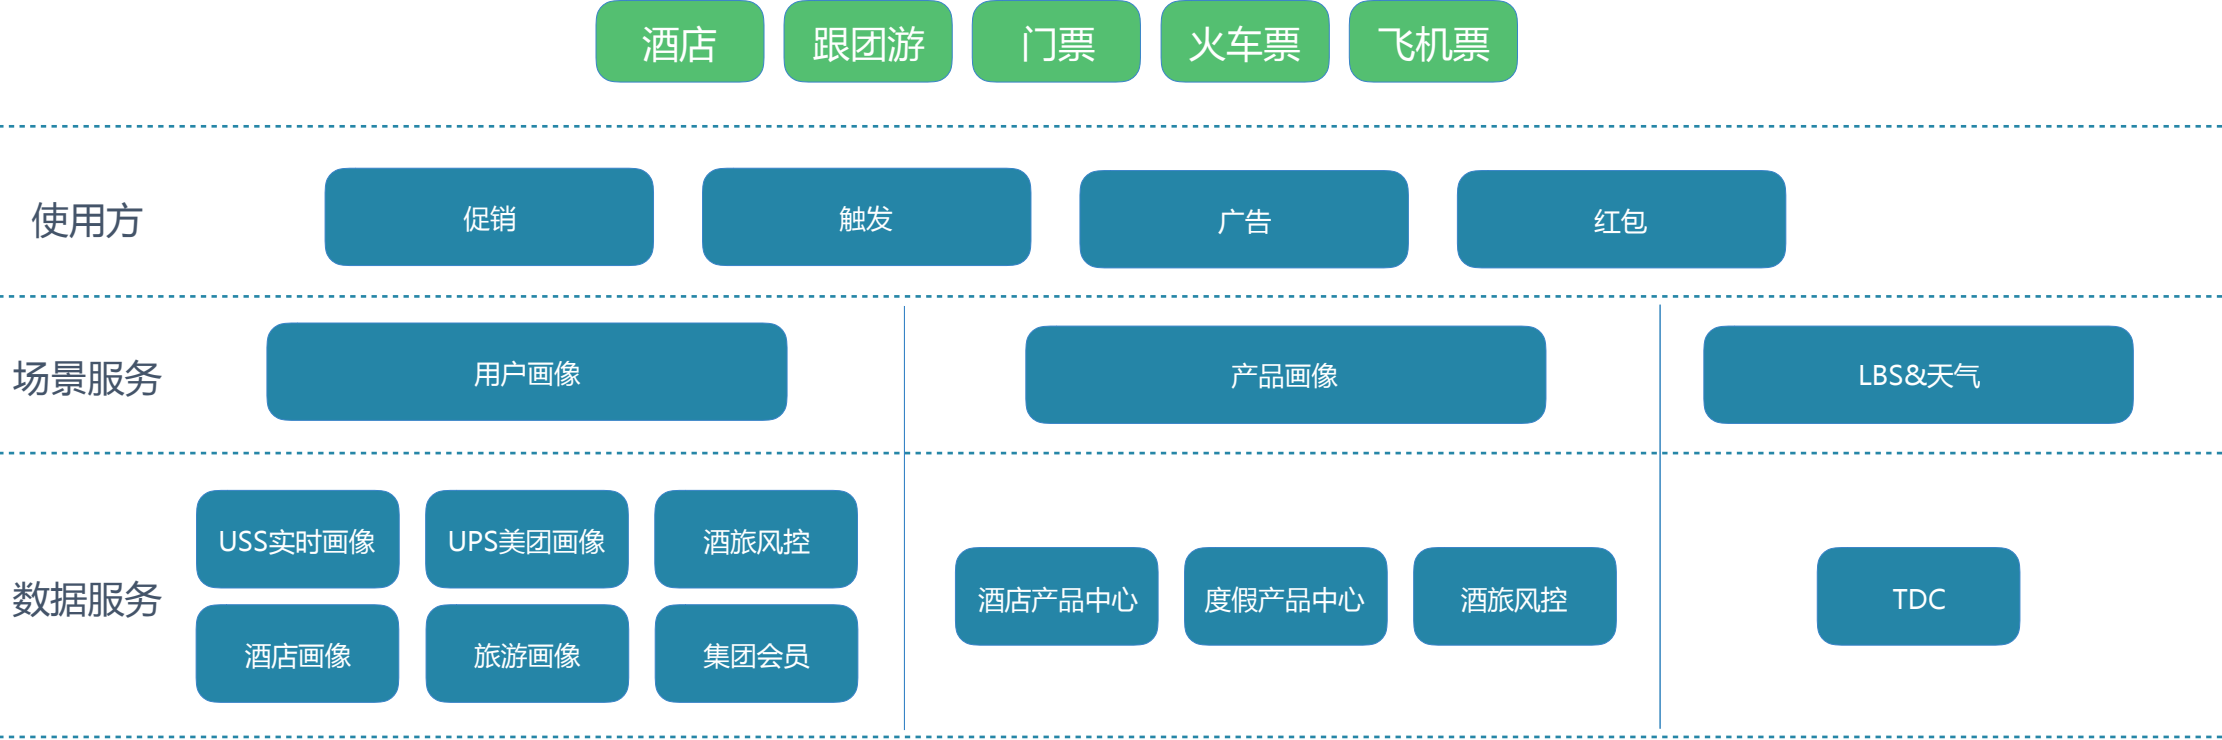 酒店
跟团游
门票
火车票
飞机票
使用方
促销
触发
广告
红包
场景服务
用户画像
产品画像
LBS&天气
数据服务
USS实时画像
UPS美团画像
酒旅风控
酒店画像
旅游画像
集团会员
酒店产品中心
度假产品中心
酒旅风控
TDC